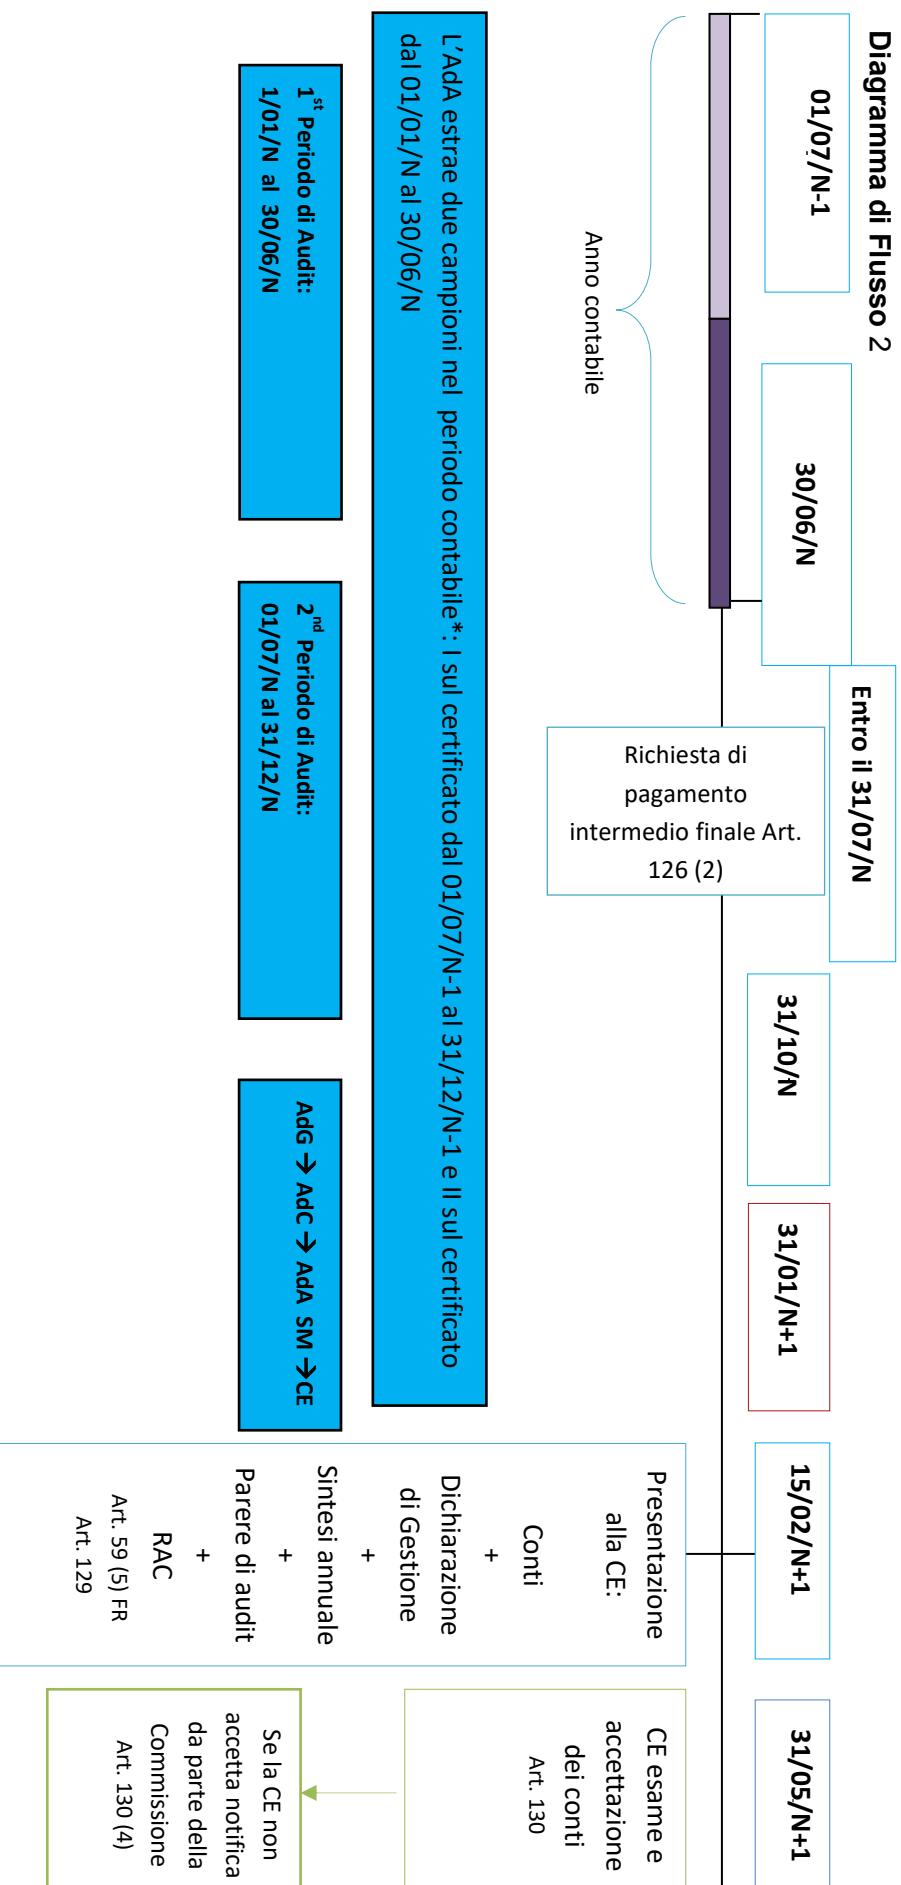 Diagramma di Flusso 2
01/07/N-1
30/06/N
Entro il 31/07/N
31/10/N
31/01/N+1
15/02/N+1
31/05/N+1
Anno contabile
Richiesta di
pagamento
intermedio finale Art.
126 (2)
L'AdA estrae due campioni nel periodo contabile*: I sul certificato dal 01/07/N-1 al 31/12/N-1 e II sul certificato
dal 01/01/N al 30/06/N
1st Periodo di Audit:
1/01/N al 30/06/N
2nd Periodo di Audit:
01/07/N al 31/12/N
AdG → AdC → AdA SM →CE
Presentazione
alla CE:
Conti
+
Dichiarazione
di Gestione
+
Sintesi annuale
+
Parere di audit
+
RAC
Art. 59 (5) FR
Art. 129
CE esame e
accettazione
dei conti
Art. 130
Se la CE non
accetta notifica
da parte della
Commissione
Art. 130 (4)